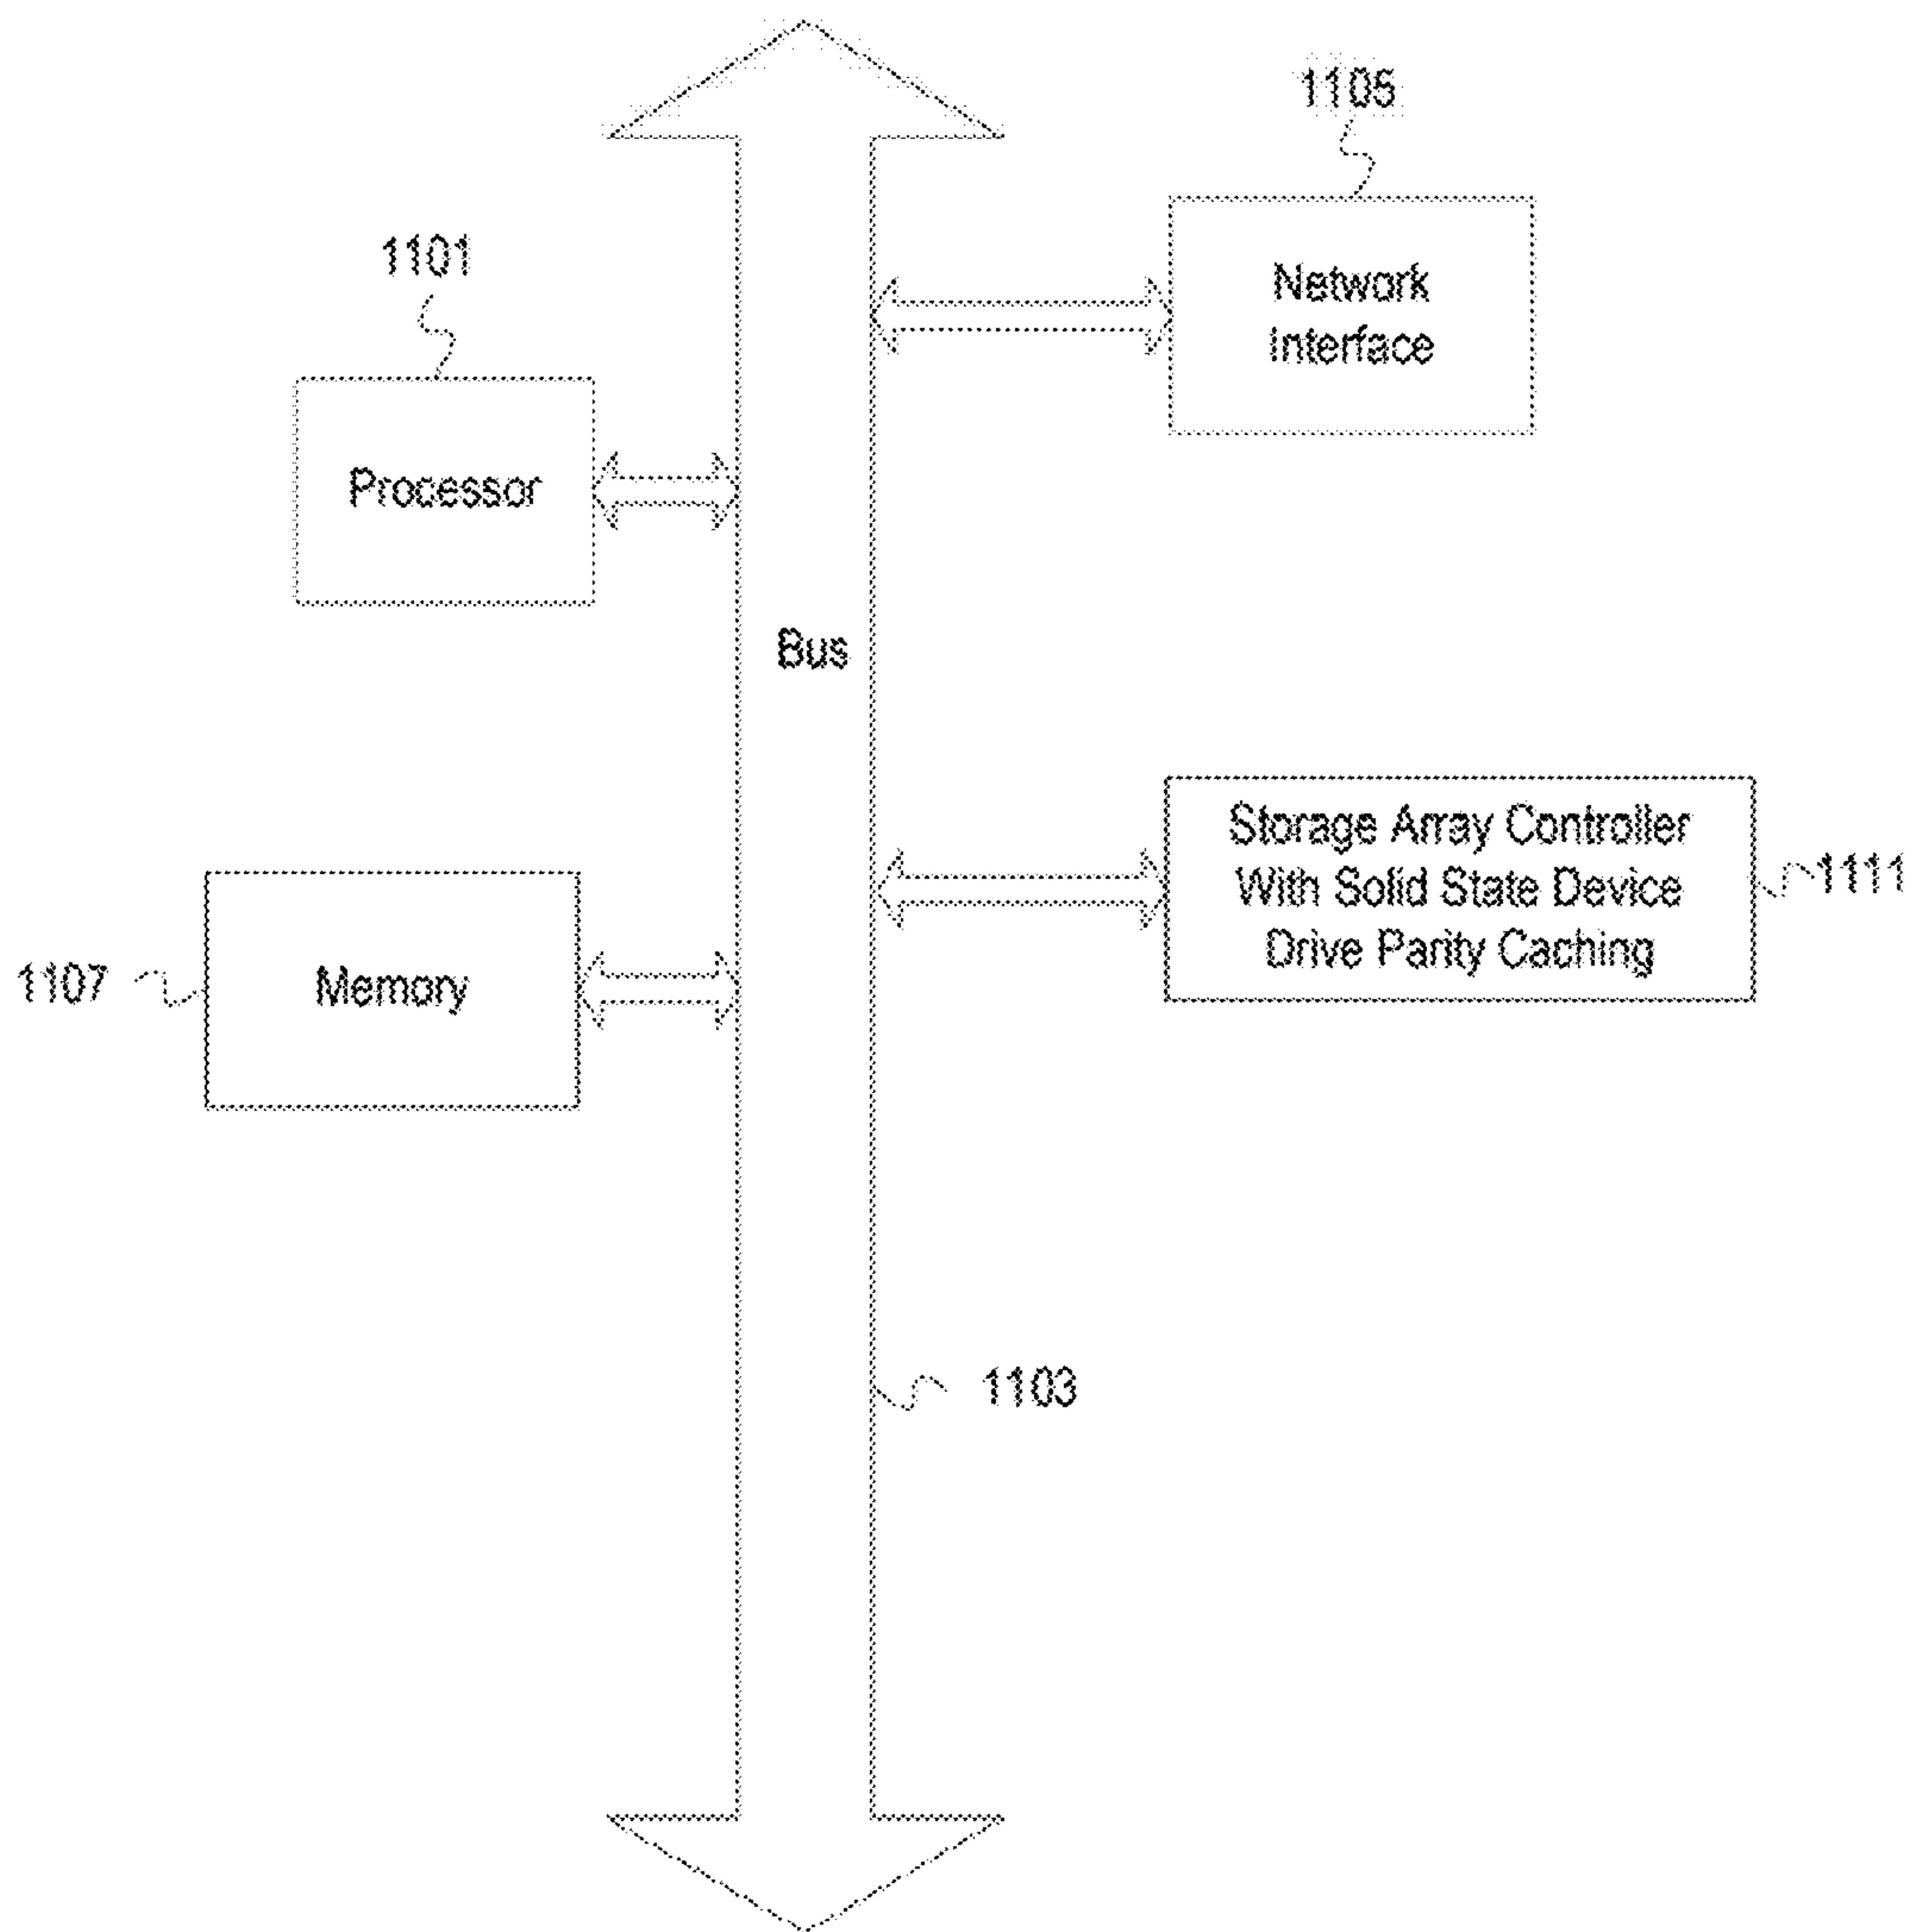 1105
1101
Network
Interface
Processor
Bus
Storage Array Controller
With Solid State Device
Drive Parity Caching
1111
1107
Memory
1103